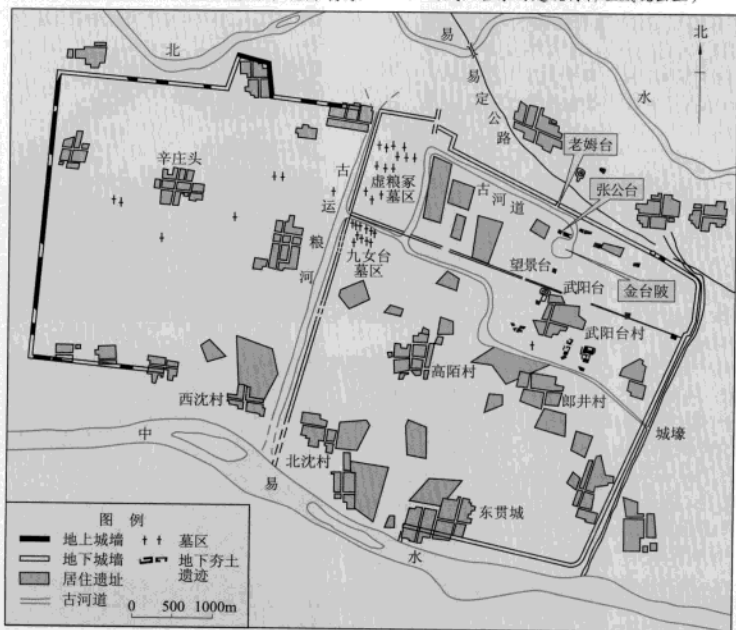 北
易
水
北
易
定
公
路
老姆台
张公台
辛庄头
古
运
粮
河
虚粮冢
墓区
古
河
道
望景台
九女台
墓区
武阳台
金台陂
武阳台村
高陌村
郎井村
西沈村
城壕
中
易
水
北沈村
东贯城
图 例
地上城墙
墓区
地下城墙
地下夯土
遗迹
居住遗址
古河道
0 500 1000m